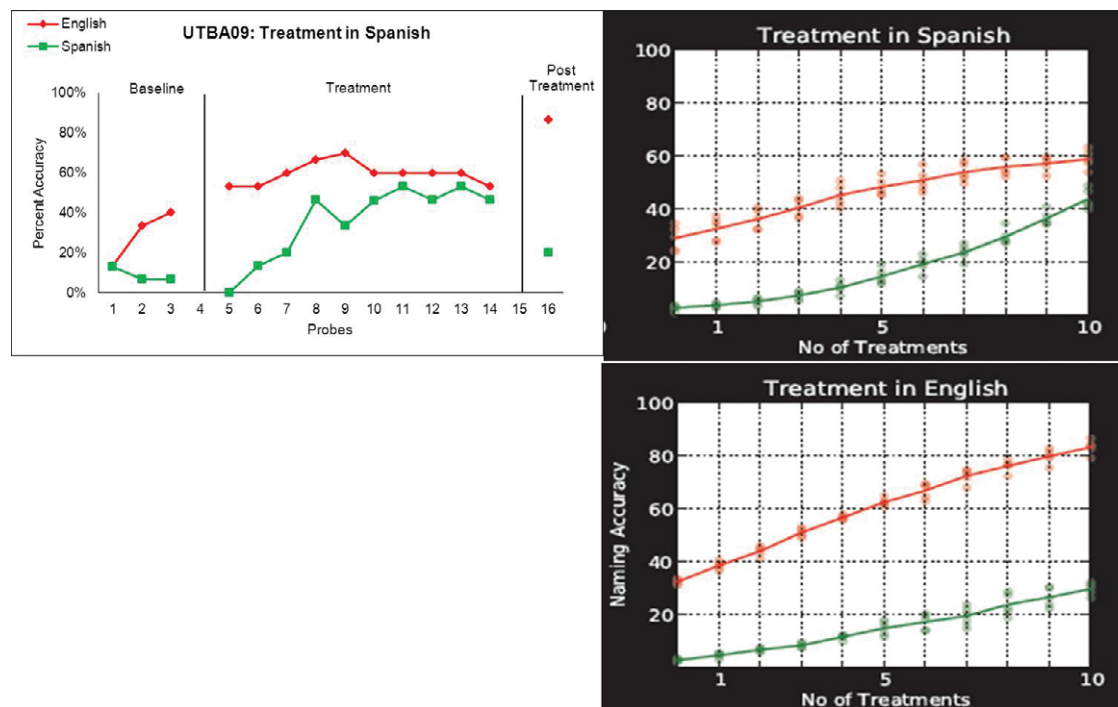 English
Spanish
UTBA09: Treatment in Spanish
Baseline
Treatment
Post
Treatment
100%
80%
60%
40%
20%
0%
Percent Accuracy
1 2 3 4 5 6 7 8 9 10 11 12 13 14 15 16
Probes
Treatment in Spanish
100
80
60
40
20
0
1 5 10
No of Treatments
Treatment in English
100
80
60
40
20
Naming Accuracy
1 5 10
No of Treatments